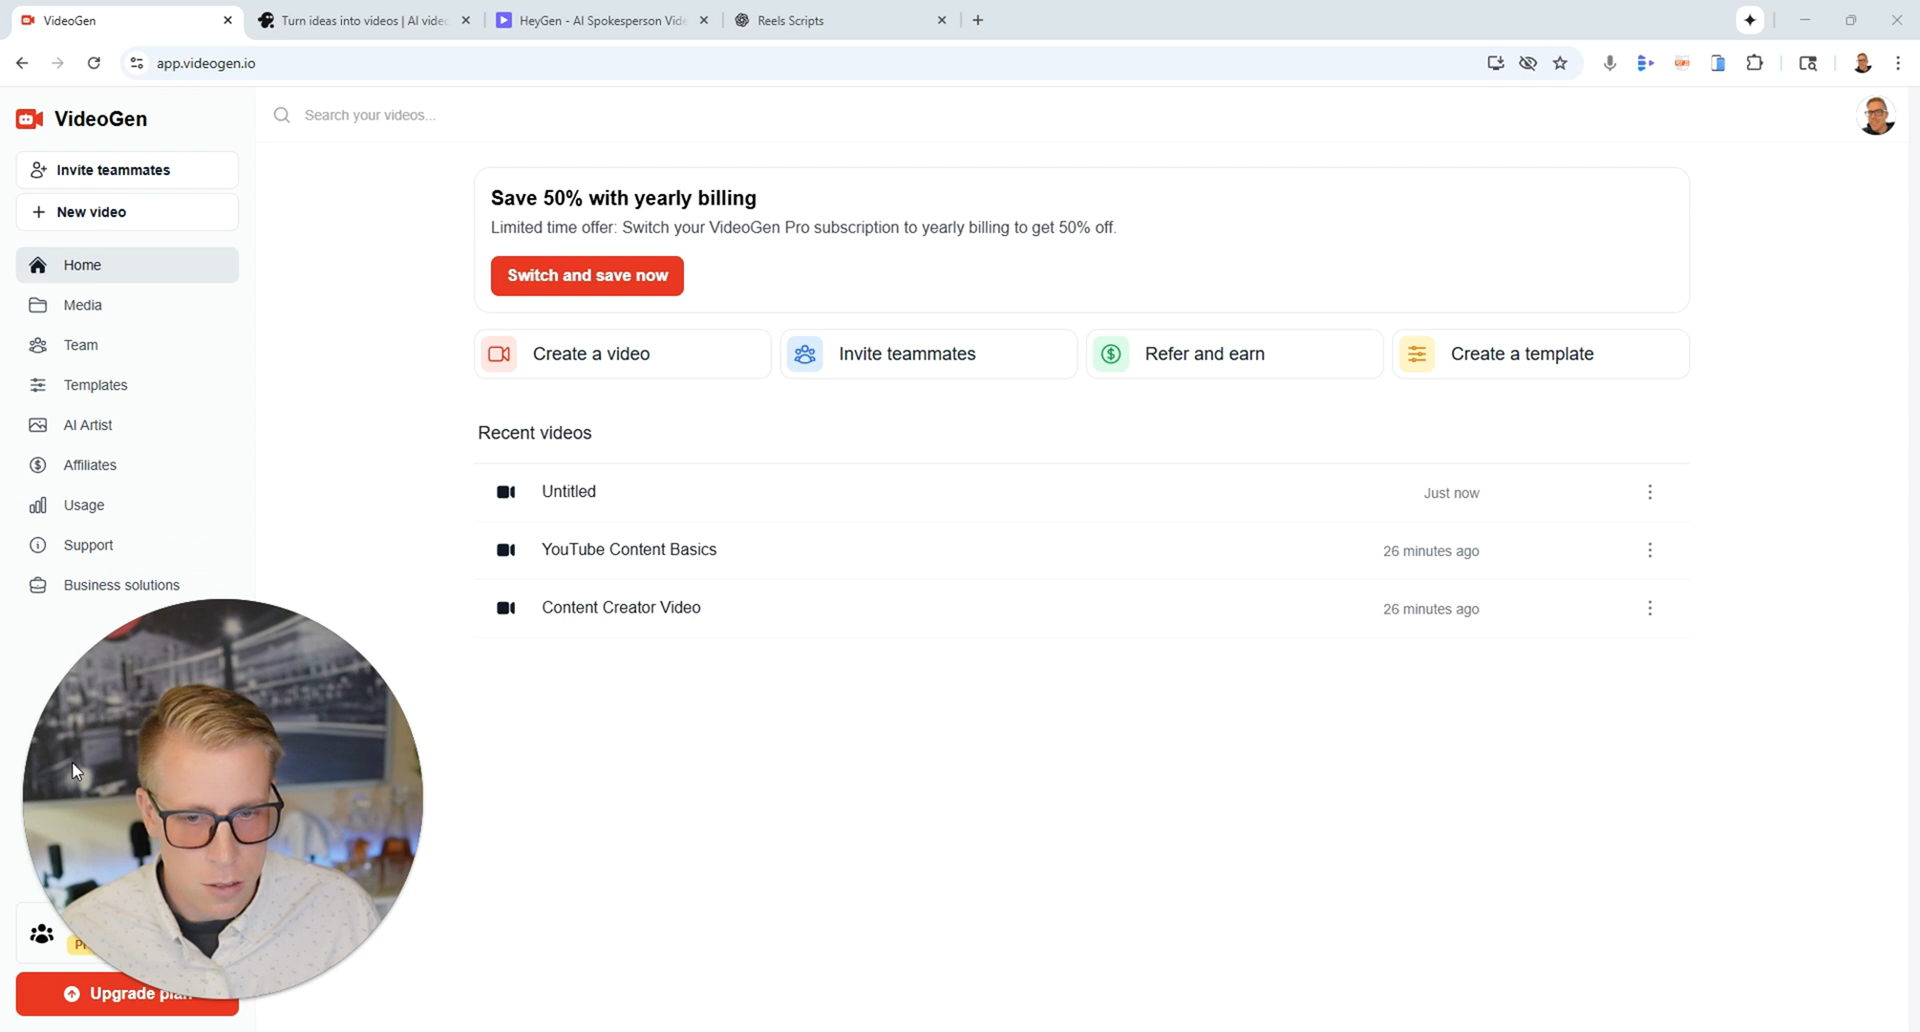 VideoGen
Turn ideas into videos | AI vide
HeyGen - AI Spokesperson Vid
Reels Scripts
app.videogen.io
VideoGen
Search your videos...
Invite teammates
New video
Home
Media
Team
Templates
AI Artist
Affiliates
Usage
Support
Business solutions
Upgrade plan
Save 50% with yearly billing
Limited time offer: Switch your VideoGen Pro subscription to yearly billing to get 50% off.
Switch and save now
Create a video
Invite teammates
Refer and earn
Create a template
Recent videos
Untitled
Just now
YouTube Content Basics
26 minutes ago
Content Creator Video
26 minutes ago